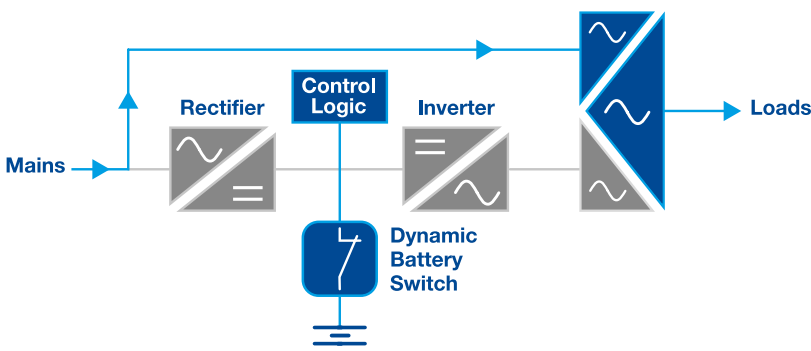 Control
Logic
Rectifier
Inverter
Loads
Mains
Dynamic
Battery
Switch